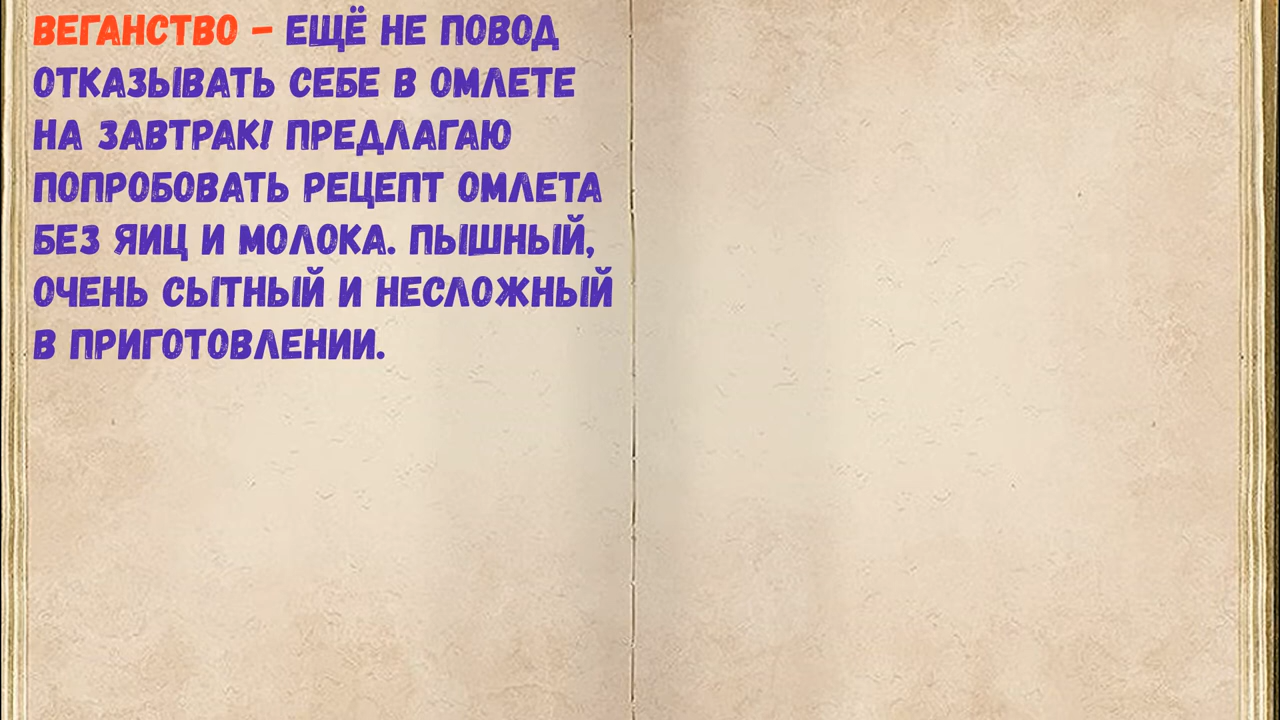 ВЕГАНСТВО – ЕЩЁ НЕ ПОВОД
ОТКАЗЫВАТЬ СЕБЕ В ОМЛЕТЕ
НА ЗАВТРАК! ПРЕДЛАГАЮ
ПОПРОБОВАТЬ РЕЦЕПТ ОМЛЕТА
БЕЗ ЯИЦ И МОЛОКА. ПЫШНЫЙ,
ОЧЕНЬ СЫТНЫЙ И НЕСЛОЖНЫЙ
В ПРИГОТОВЛЕНИИ.